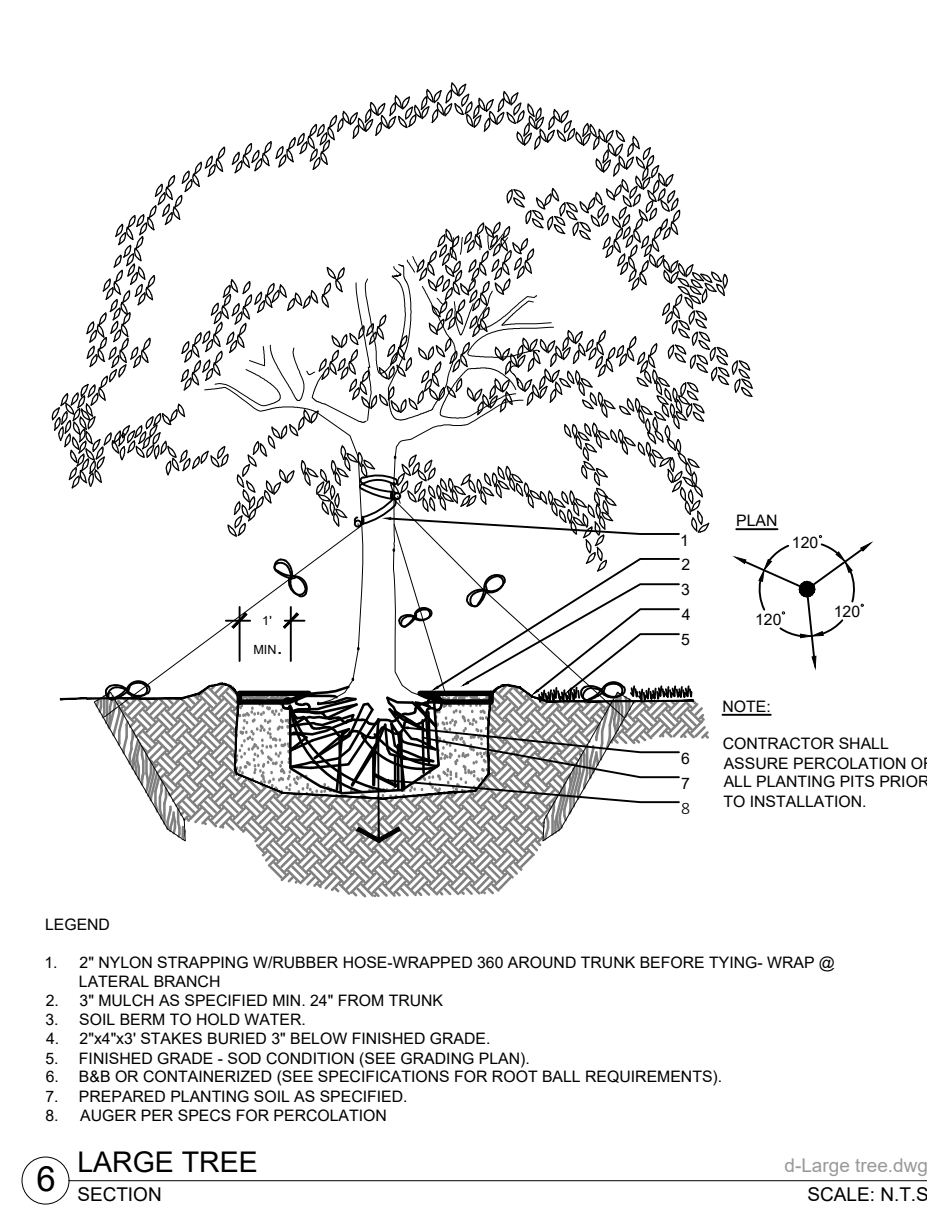 1
PLAN
2
3
4
5
120°
120°
120°
1'
MIN.
NOTE:
CONTRACTOR SHALL
ASSURE PERCOLATION OF
ALL PLANTING PITS PRIOR
TO INSTALLATION.
6
7
8
LEGEND
1. 2" NYLON STRAPPING W/RUBBER HOSE-WRAPPED 360 AROUND TRUNK BEFORE TYING- WRAP @
LATERAL BRANCH
2. 3" MULCH AS SPECIFIED MIN. 24" FROM TRUNK
3. SOIL BERM TO HOLD WATER.
4. 2"x4"x3' STAKES BURIED 3" BELOW FINISHED GRADE.
5. FINISHED GRADE - SOD CONDITION (SEE GRADING PLAN).
6. B&B OR CONTAINERIZED (SEE SPECIFICATIONS FOR ROOT BALL REQUIREMENTS).
7. PREPARED PLANTING SOIL AS SPECIFIED.
8. AUGER PER SPECS FOR PERCOLATION
6 LARGE TREE
SECTION
d-Large tree.dwg
SCALE: N.T.S